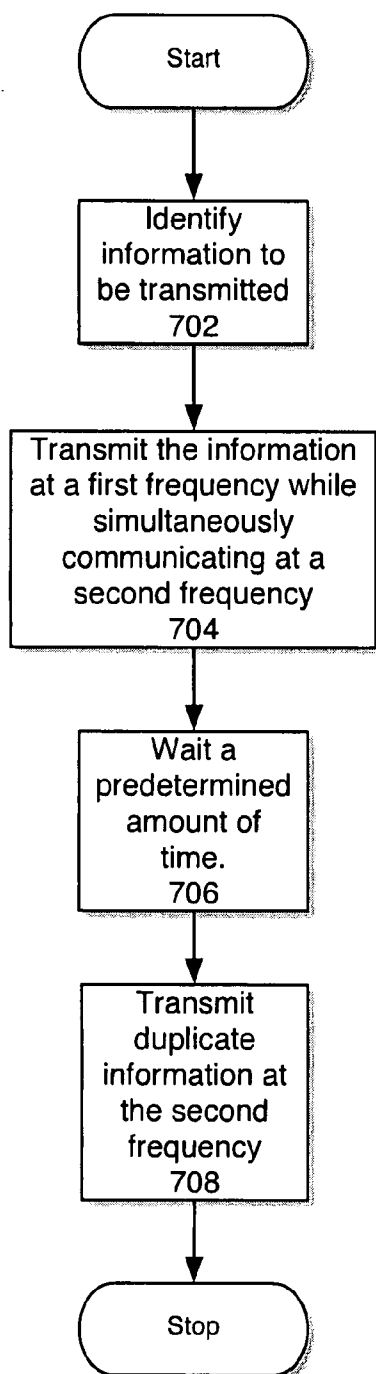 Start
Identify
information to
be transmitted
702
Transmit the information
at a first frequency while
simultaneously
communicating at a
second frequency
704
Wait a
predetermined
amount of
time.
706
Transmit
duplicate
information at
the second
frequency
708
Stop